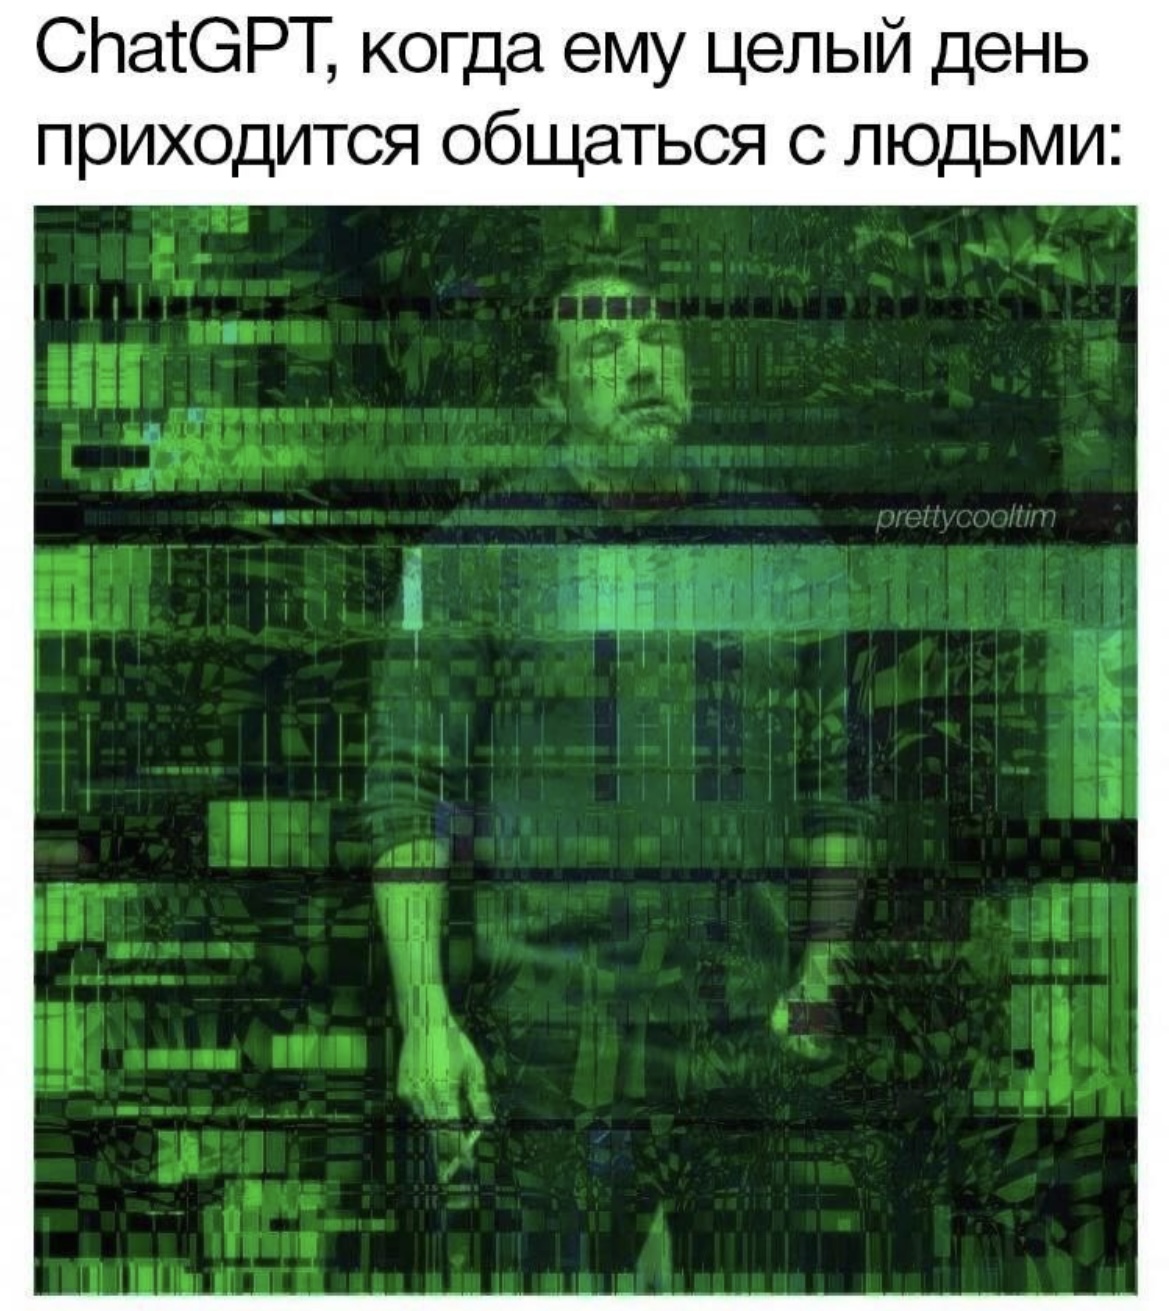 ChatGPT, когда ему целый день
приходится общаться с людьми:
prettycooltim